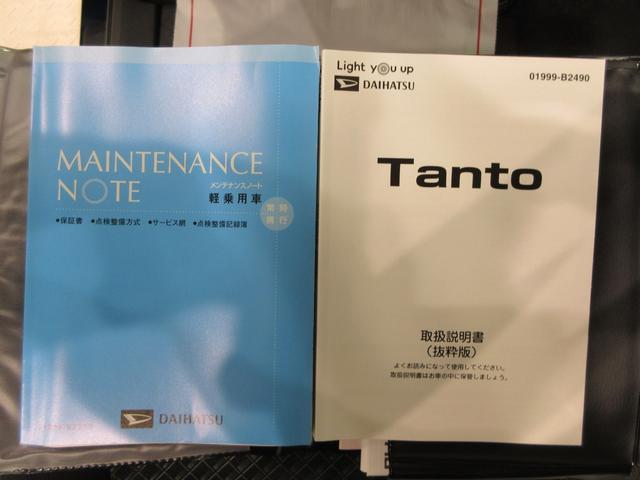 MAINTENANCE
NOTE
メンテナンスノート
軽乗用車
常時
携行
●保証書 ●点検整備方式 ●サービス網 ●点検整備記録簿
DAIHATSU
Light you up
DAIHATSU
01999-B2490
Tanto
取扱説明書
(抜粋版)
よくお読みになって使用してください。
取扱説明書はお車の中に保管しましょう。